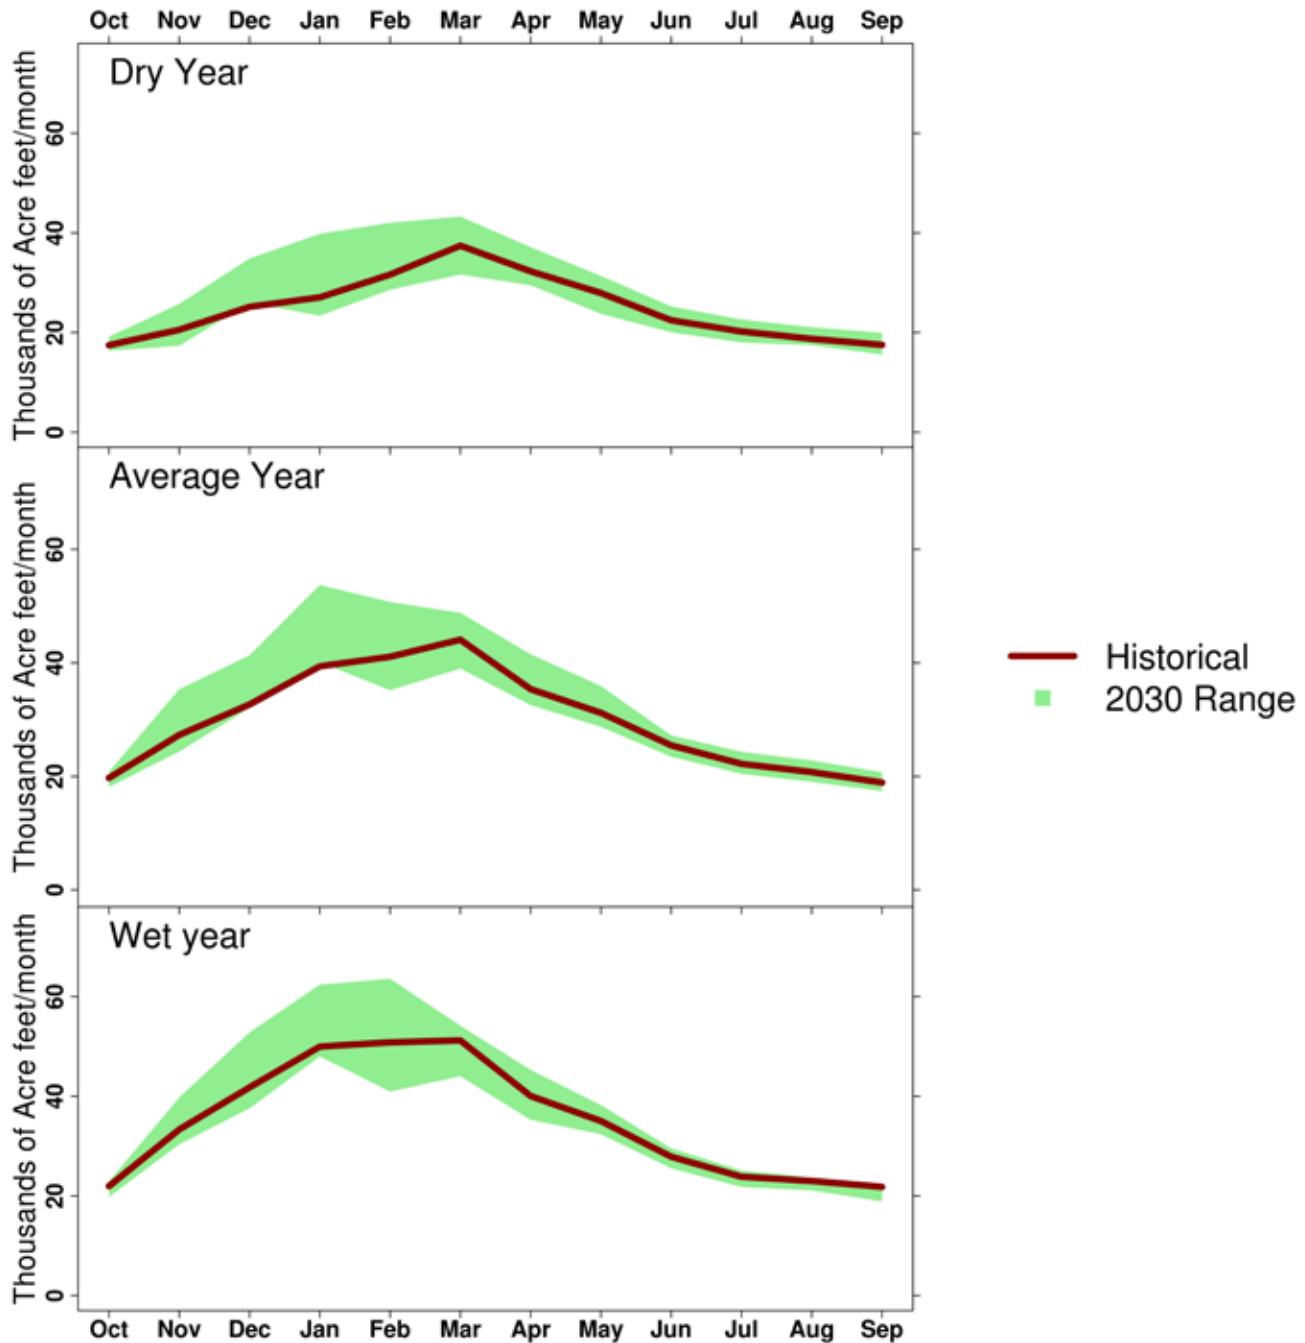 Oct Nov Dec Jan Feb Mar Apr May Jun Jul Aug Sep
Dry Year
Thousands of Acre feet/month
60
40
20
0
Average Year
Thousands of Acre feet/month
60
40
20
0
Historical
2030 Range
Wet year
Thousands of Acre feet/month
60
40
20
0
Oct Nov Dec Jan Feb Mar Apr May Jun Jul Aug Sep